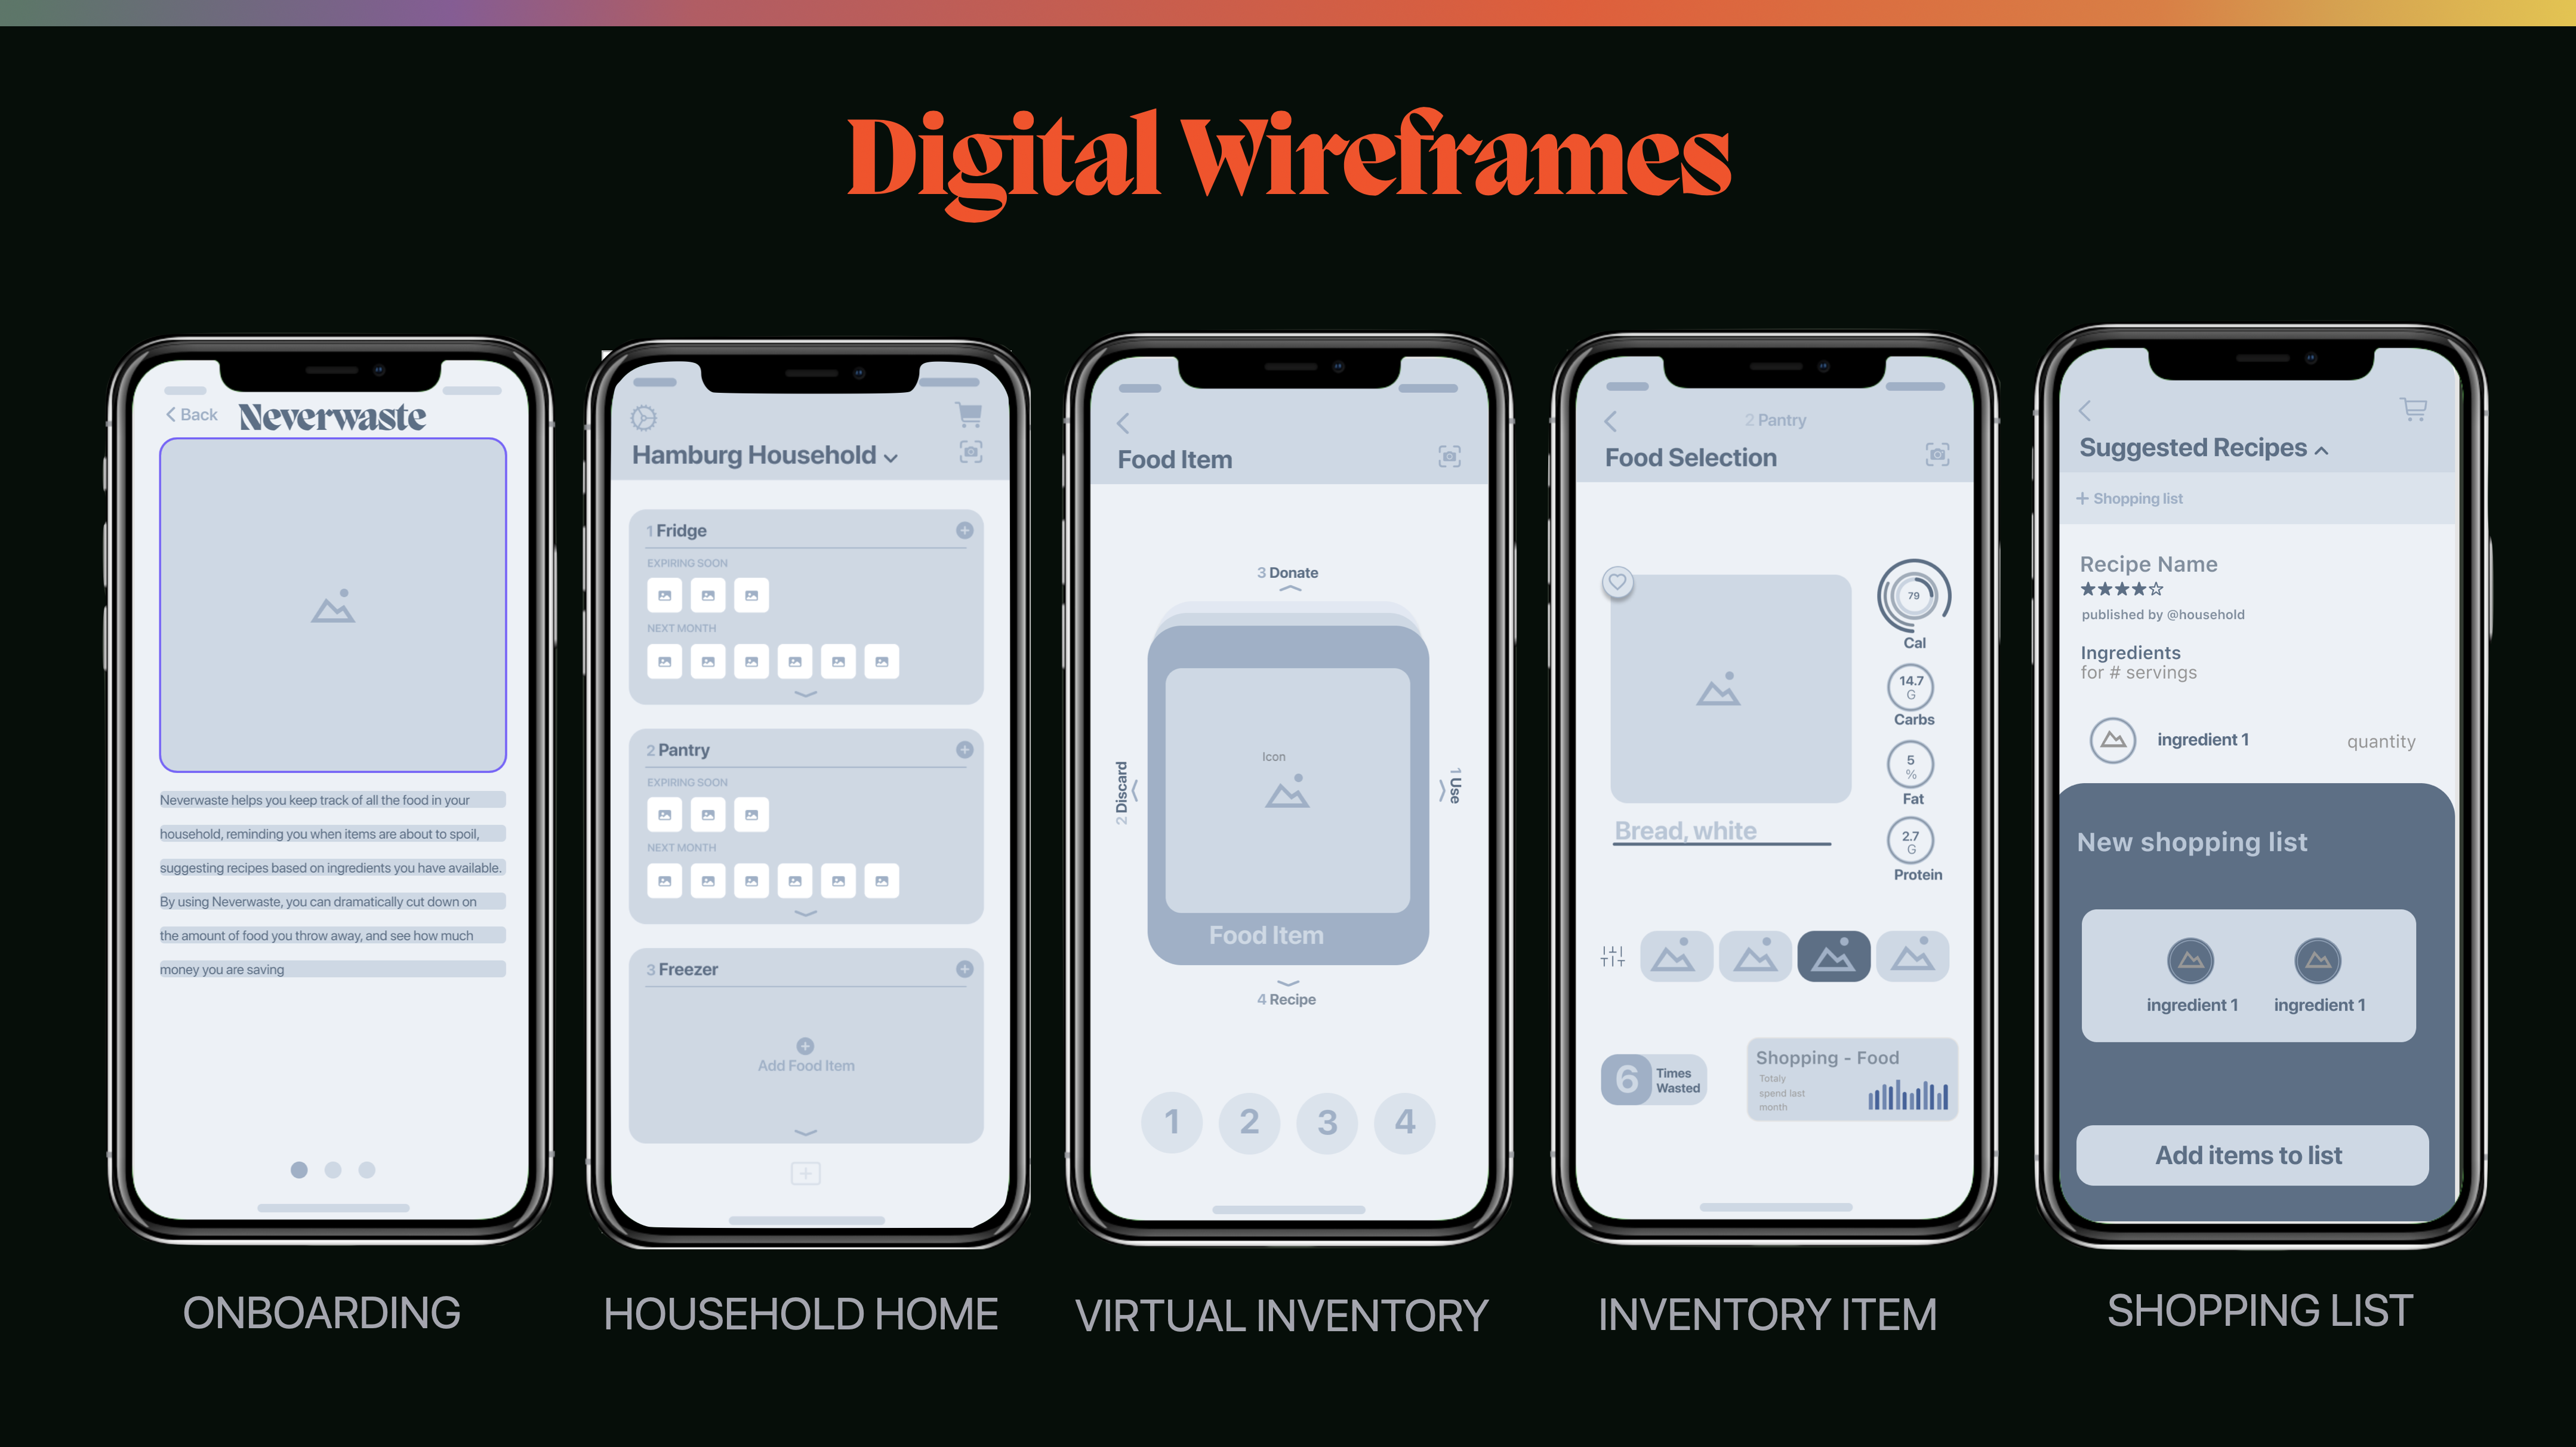 Digital Wireframes
Back
Neverwaste
Neverwaste helps you keep track of all the food in your
household, reminding you when items are about to spoil,
suggesting recipes based on ingredients you have available.
By using Neverwaste, you can dramatically cut down on
the amount of food you throw away, and see how much
money you are saving
ONBOARDING
Hamburg Household
1 Fridge
EXPIRING SOON
NEXT MONTH
2 Pantry
EXPIRING SOON
NEXT MONTH
3 Freezer
Add Food Item
HOUSEHOLD HOME
Food Item
3 Donate
2 Discard
Icon
1 Use
Food Item
4 Recipe
1 2 3 4
VIRTUAL INVENTORY
2 Pantry
Food Selection
79
Cal
14.7
G
Carbs
5
%
Fat
2.7
G
Protein
Bread, white
6 Times
Wasted
Shopping - Food
Totaly
spend last
month
INVENTORY ITEM
Suggested Recipes
+ Shopping list
Recipe Name
published by @household
Ingredients
for # servings
ingredient 1 quantity
New shopping list
ingredient 1 ingredient 1
Add items to list
SHOPPING LIST